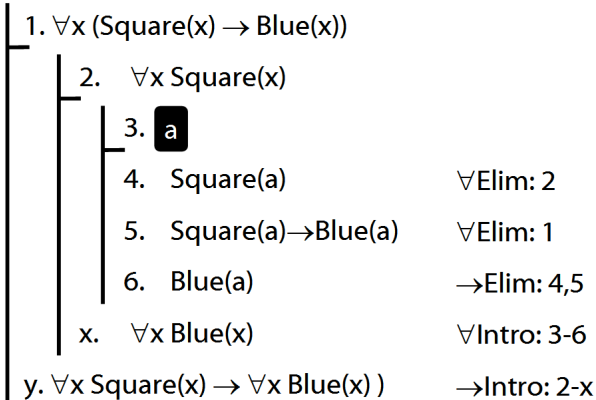 1. ∀x (Square(x) → Blue(x))
2. ∀x Square(x)
3. a
4. Square(a) ∀Elim: 2
5. Square(a)→Blue(a) ∀Elim: 1
6. Blue(a) →Elim: 4,5
x. ∀x Blue(x) ∀Intro: 3-6
y. ∀x Square(x) → ∀x Blue(x) ) →Intro: 2-x